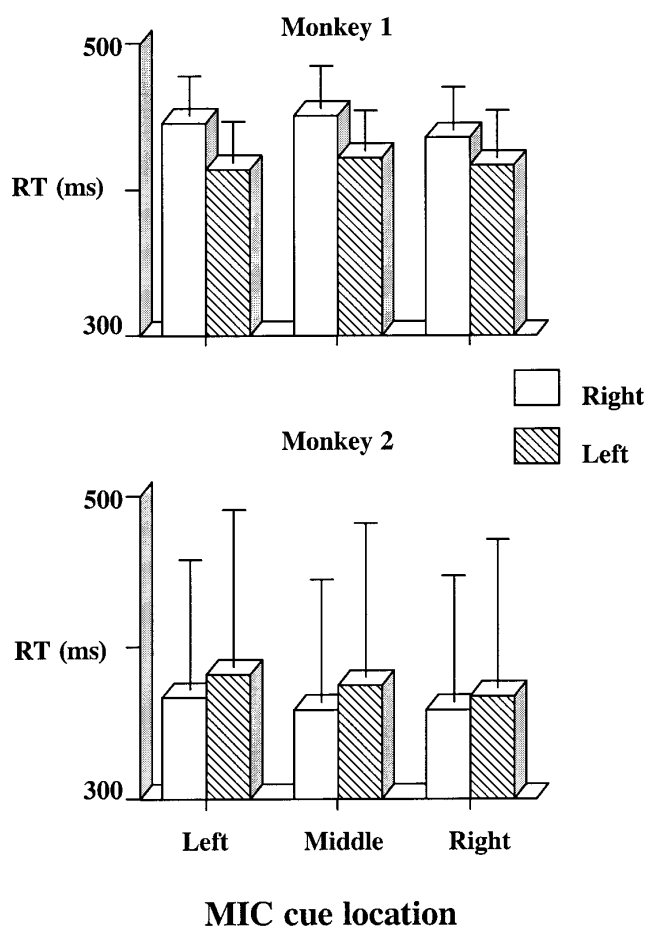 Monkey 1
500
RT (ms)
300
Right
Left
Monkey 2
500
RT (ms)
300
Left Middle Right
MIC cue location